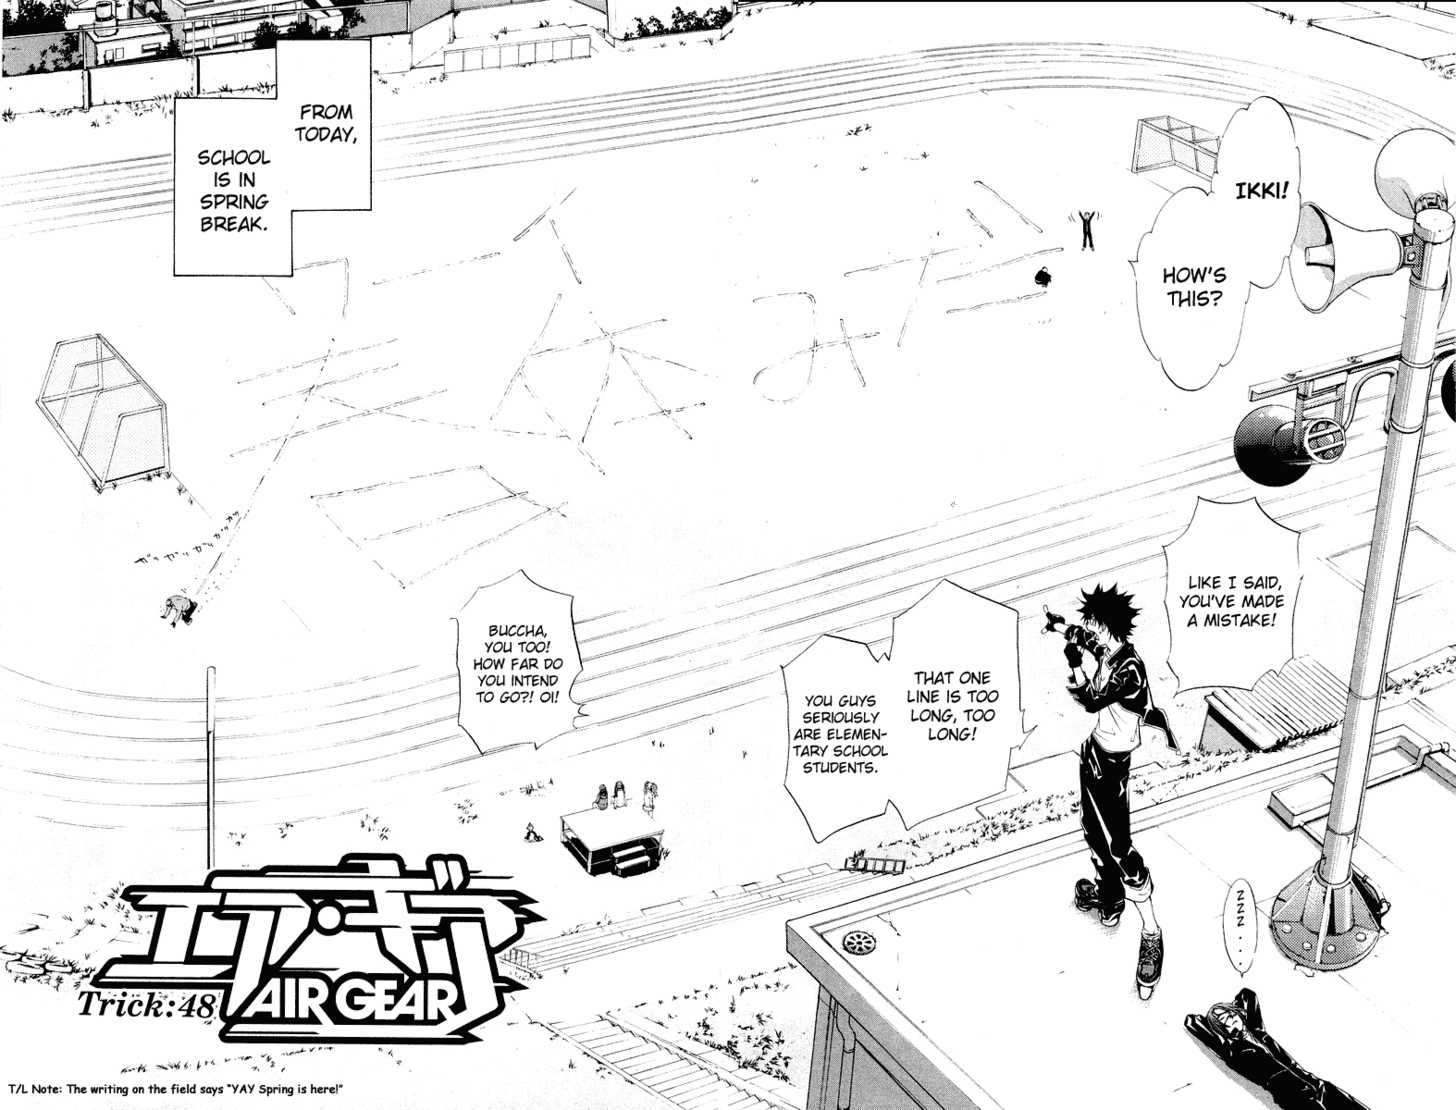 FROM
TODAY,
SCHOOL
IS IN
SPRING
BREAK.
IKKI!
HOW'S
THIS?
LIKE I SAID,
YOU'VE MADE
A MISTAKE!
THAT ONE
LINE IS TOO
LONG, TOO
LONG!
YOU GUYS
SERIOUSLY
ARE ELEMEN-
TARY SCHOOL
STUDENTS.
BUCCHA,
YOU TOO!
HOW FAR DO
YOU INTEND
TO GO?! OI!
ZZZ...
エア・ギア
AIR GEAR
Trick:48
T/L Note: The writing on the field says "YAY Spring is here!"